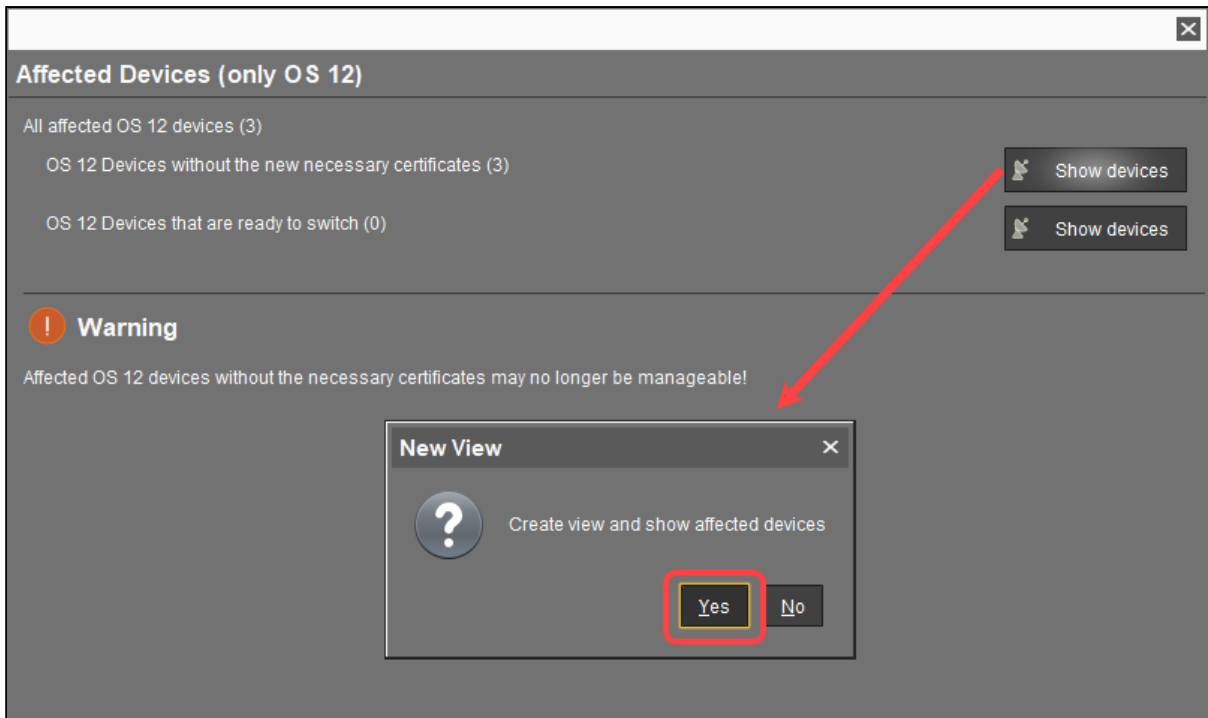 Affected Devices (only OS 12)
All affected OS 12 devices (3)
OS 12 Devices without the new necessary certificates (3)
Show devices
OS 12 Devices that are ready to switch (0)
Show devices
Warning
Affected OS 12 devices without the necessary certificates may no longer be manageable!
New View
Create view and show affected devices
Yes
No